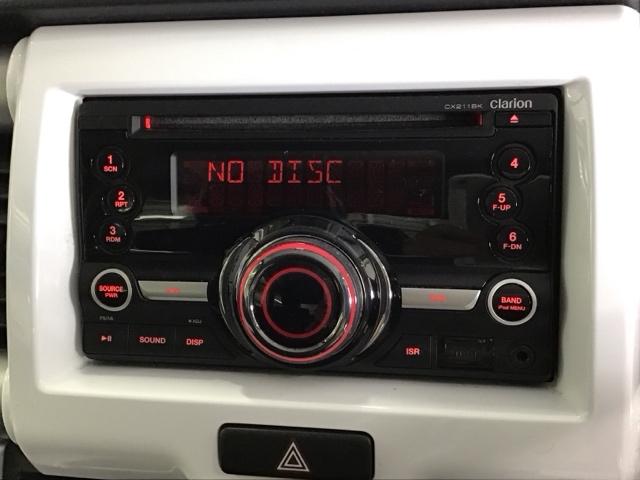 CX211BK Clarion
NO DISC
1
SCN
2
RPT
3
RDM
4
5
F-UP
6
F-DN
SOURCE
PWR
BAND
iPod MENU
SOUND
DISP
ISR